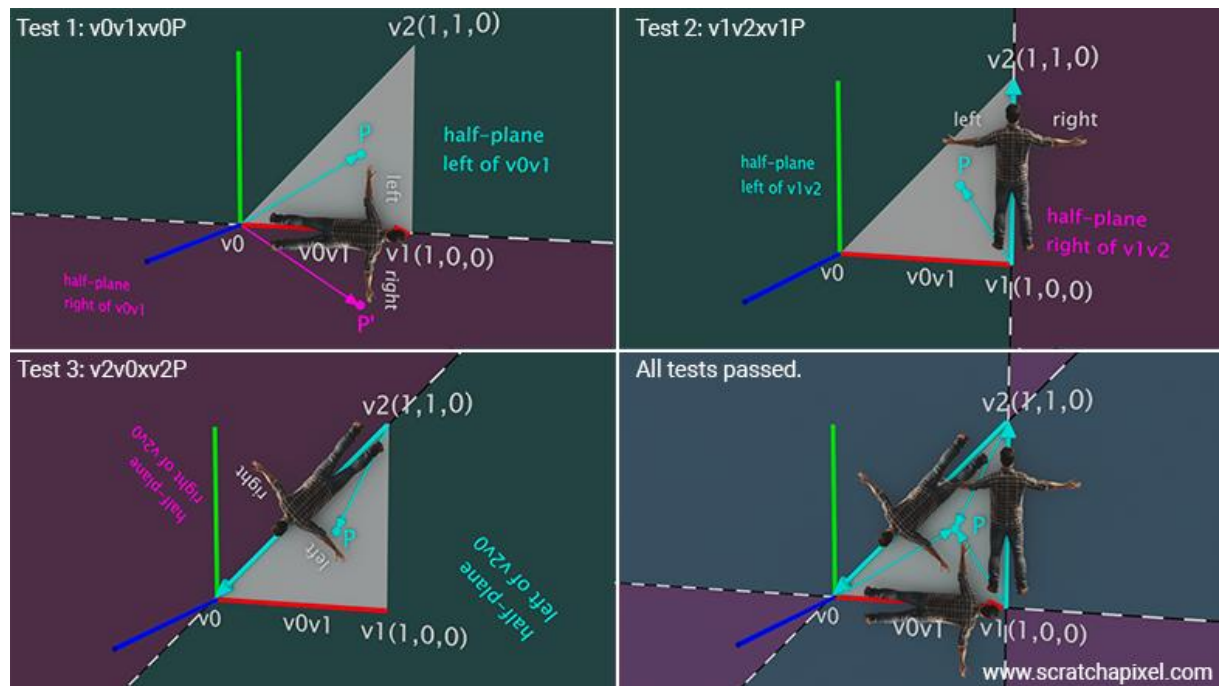 Test 1: v0v1xv0P
v2(1,1,0)
P
half-plane
left of v0v1
left
v0
v0v1
v1(1,0,0)
right
half-plane
right of v0v1
P'
Test 2: v1v2xv1P
v2(1,1,0)
left
right
half-plane
left of v1v2
P
half-plane
right of v1v2
v0
v0v1
v1(1,0,0)
Test 3: v2v0xv2P
v2(1,1,0)
half-plane
right of v2v0
right
P
left
half-plane
left of v2v0
v0
v0v1
v1(1,0,0)
All tests passed.
v2(1,1,0)
P
v0
v0v1
v1(1,0,0)
www.scratchapixel.com